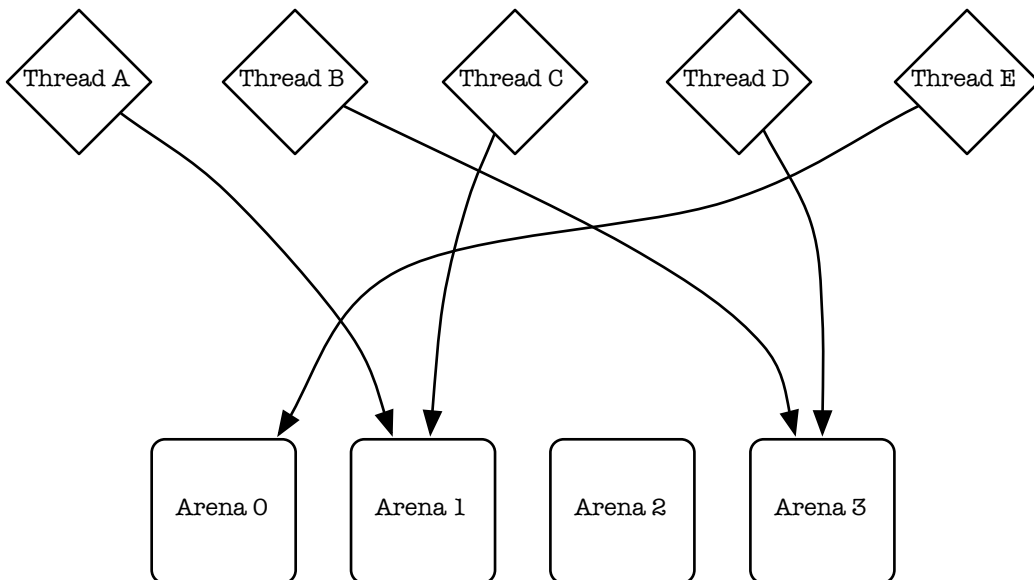 Thread A
Thread B
Thread C
Thread D
Thread E
Arena 0
Arena 1
Arena 2
Arena 3